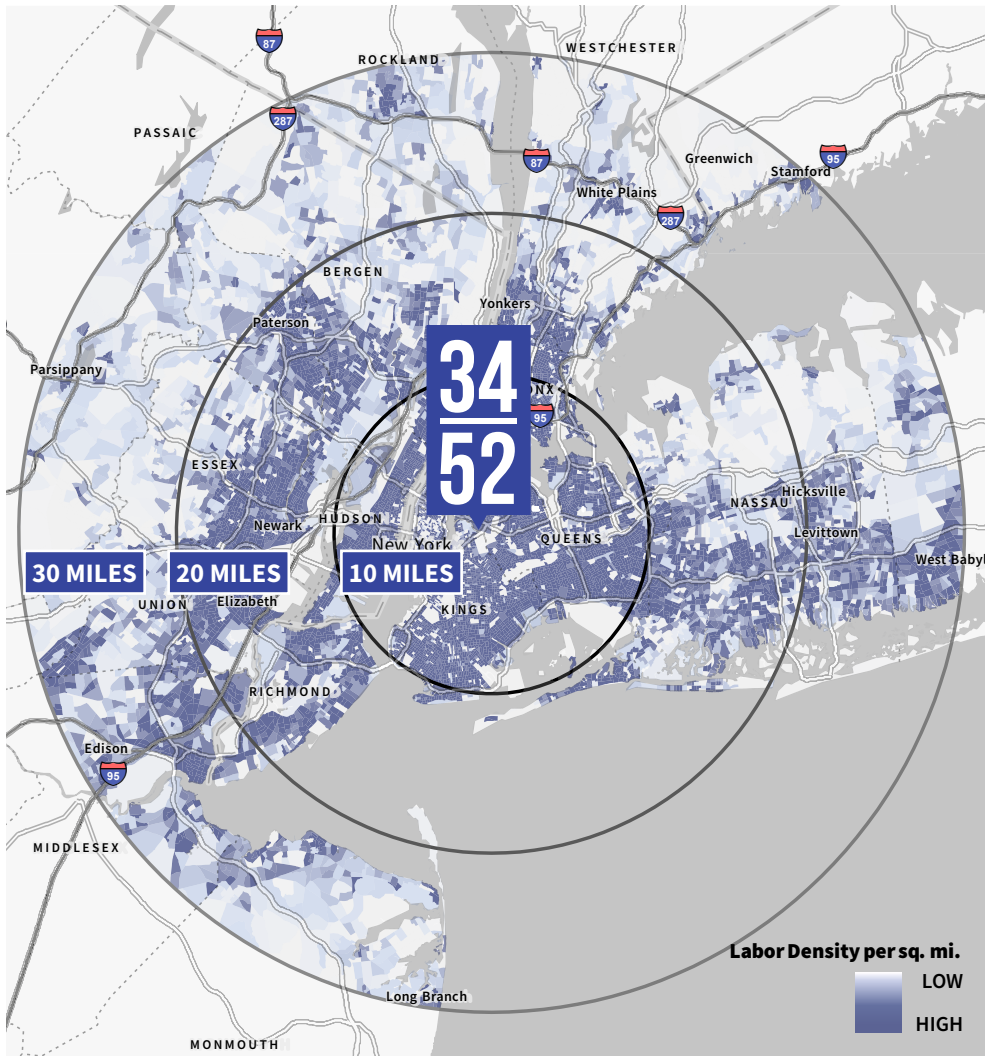 87
ROCKLAND
WESTCHESTER
287
PASSAIC
87
Greenwich
95
Stamford
White Plains
287
BERGEN
Yonkers
Paterson
34
52
Parsippany
ONX
95
ESSEX
NASSAU
Hicksville
Newark
HUDSON
New York
QUEENS
Levittown
West Babyl
30 MILES
20 MILES
10 MILES
UNION
Elizabeth
KINGS
RICHMOND
Edison
95
MIDDLESEX
Long Branch
MONMOUTH
Labor Density per sq. mi.
LOW
HIGH